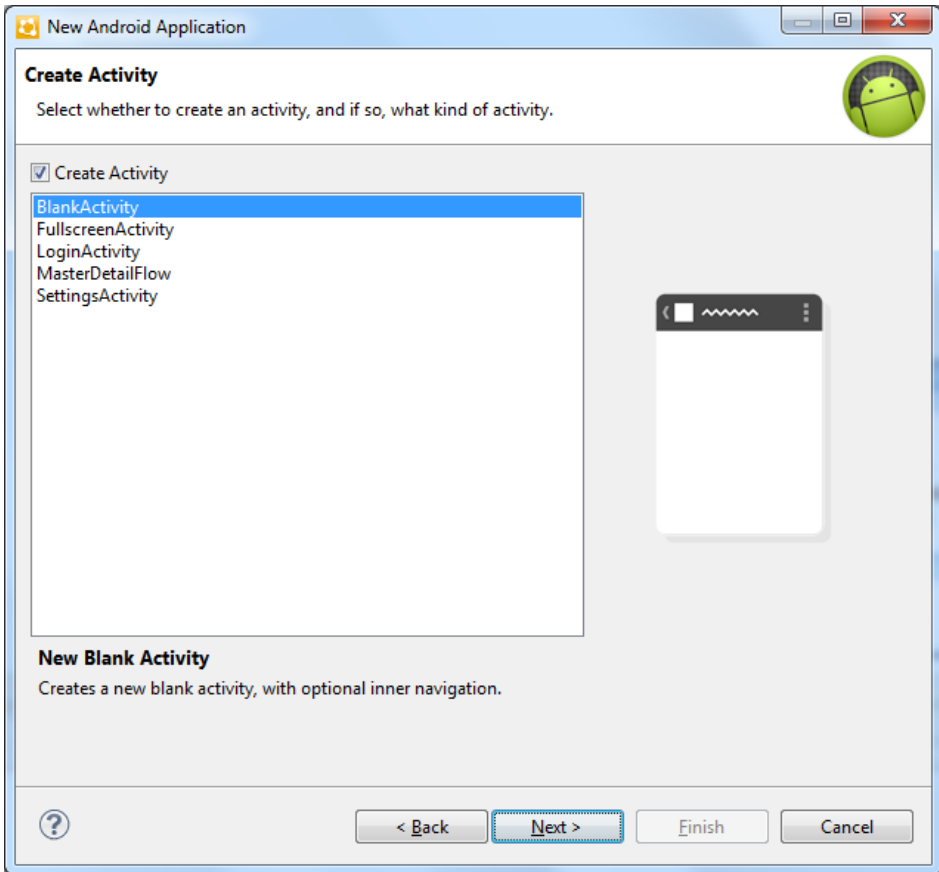 New Android Application
Create Activity
Select whether to create an activity, and if so, what kind of activity.
Create Activity
BlankActivity
FullscreenActivity
LoginActivity
MasterDetailFlow
SettingsActivity
New Blank Activity
Creates a new blank activity, with optional inner navigation.
? < Back Next > Finish Cancel